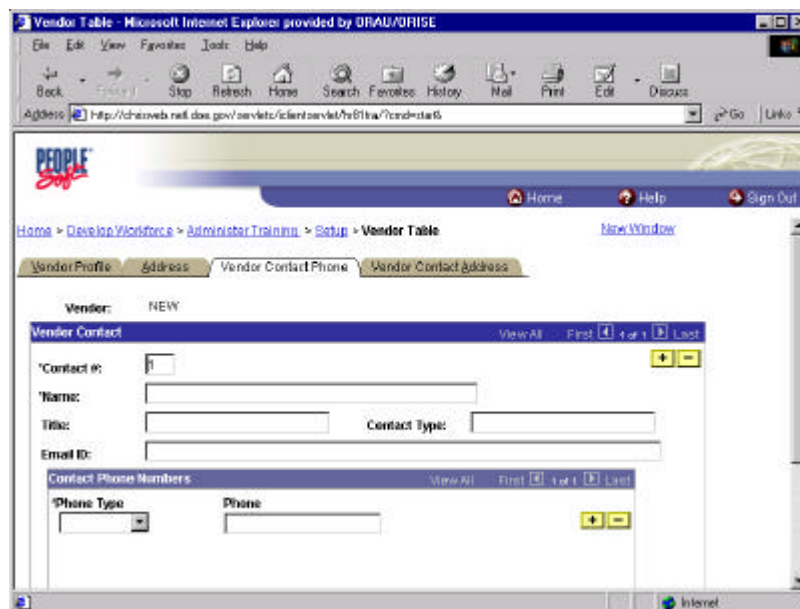 Vendor Table - Microsoft Internet Explorer provided by ORAU/ORISE
File Edit View Favorites Tools Help
Back Forward Stop Refresh Home Search Favorites History Mail Print Edit Discuss
Address Go Links
PEOPLE
Soft
Home Help Sign Out
Home > Develop Workforce > Administer Training > Setup > Vendor Table New Window
Vendor Profile Address Vendor Contact Phone Vendor Contact Address
Vendor: NEW
Vendor Contact View All First 1 of 1 Last
*Contact #: 1
*Name:
Title: Contact Type:
Email ID:
Contact Phone Numbers View All First 1 of 1 Last
*Phone Type Phone
Internet